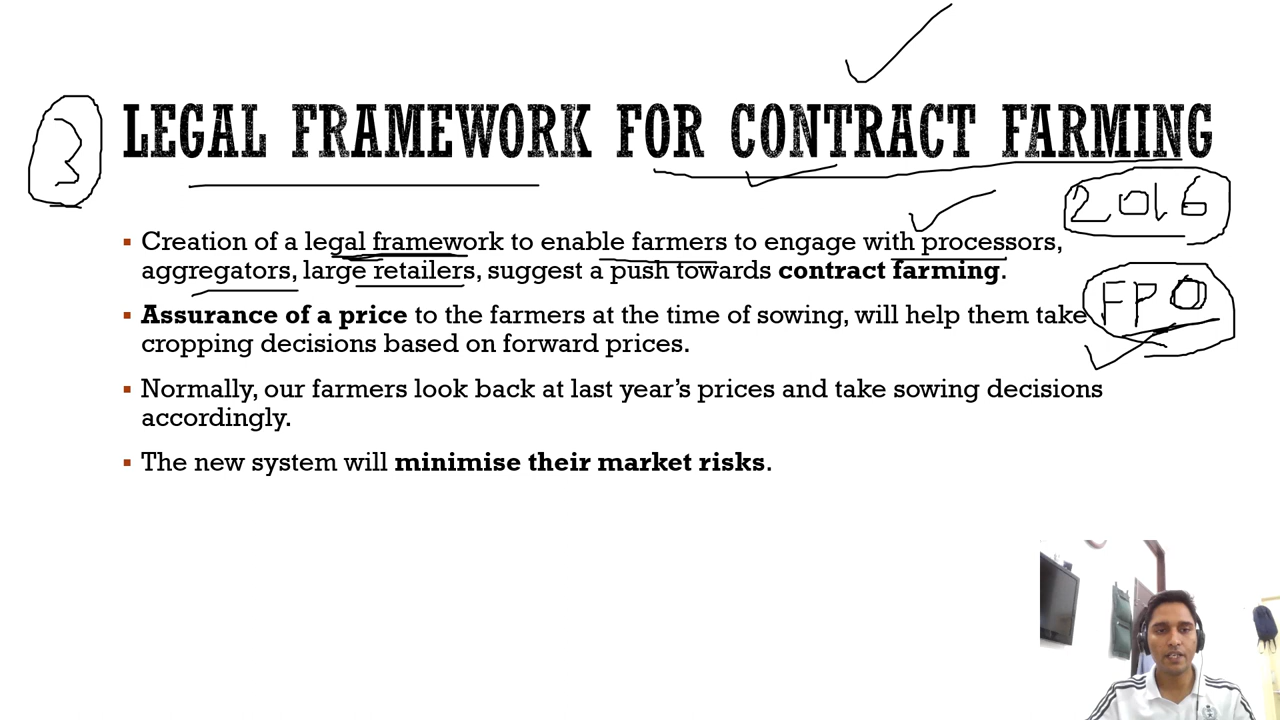 3 LEGAL FRAMEWORK FOR CONTRACT FARMING
2016
▪ Creation of a legal framework to enable farmers to engage with processors,
aggregators, large retailers, suggest a push towards contract farming.
FPO
▪ Assurance of a price to the farmers at the time of sowing, will help them take
cropping decisions based on forward prices.
▪ Normally, our farmers look back at last year’s prices and take sowing decisions
accordingly.
▪ The new system will minimise their market risks.